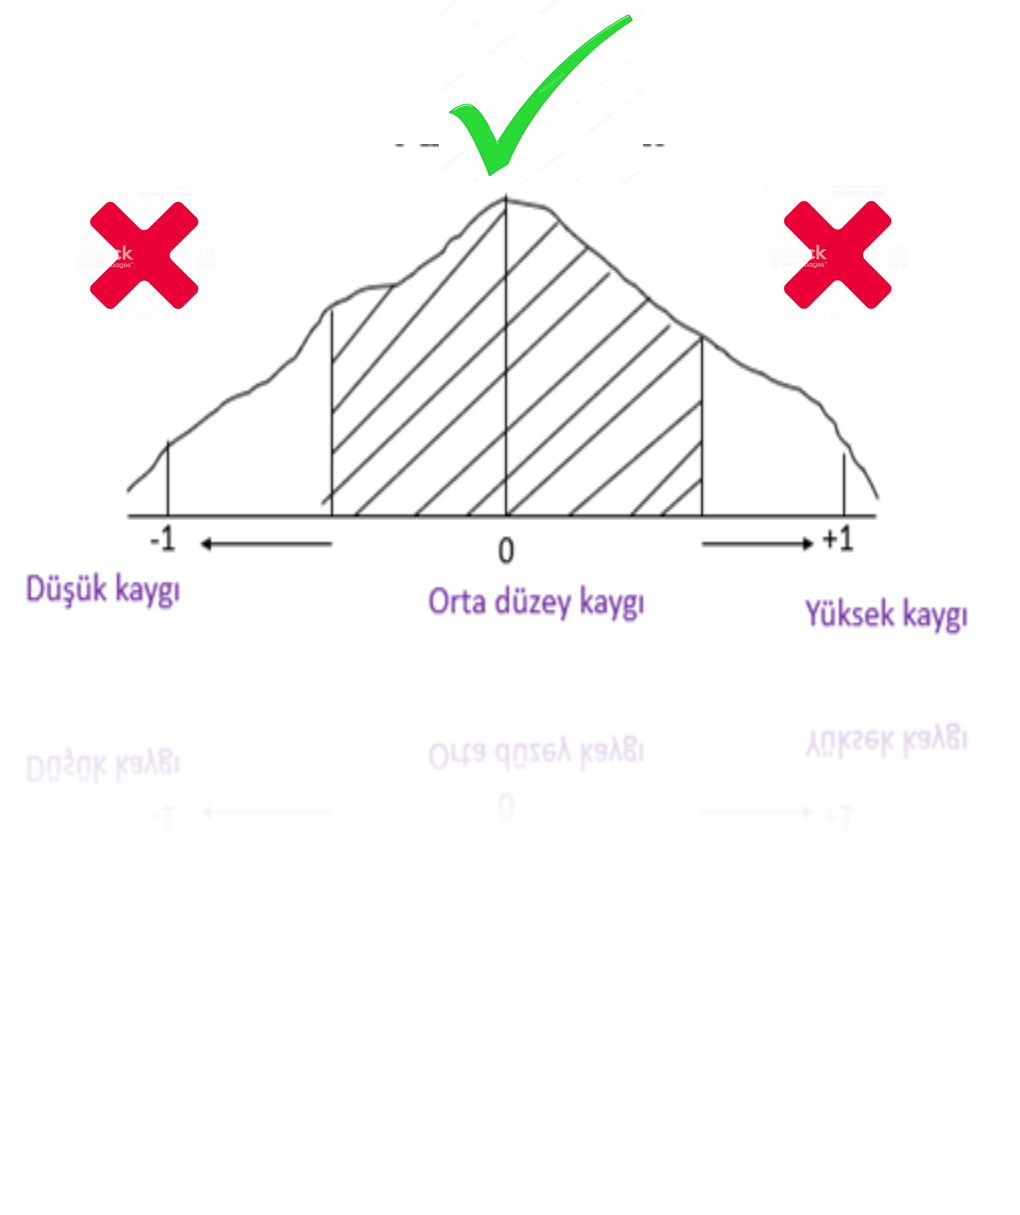 -1
0
+1
Düşük kaygı
Orta düzey kaygı
Yüksek kaygı